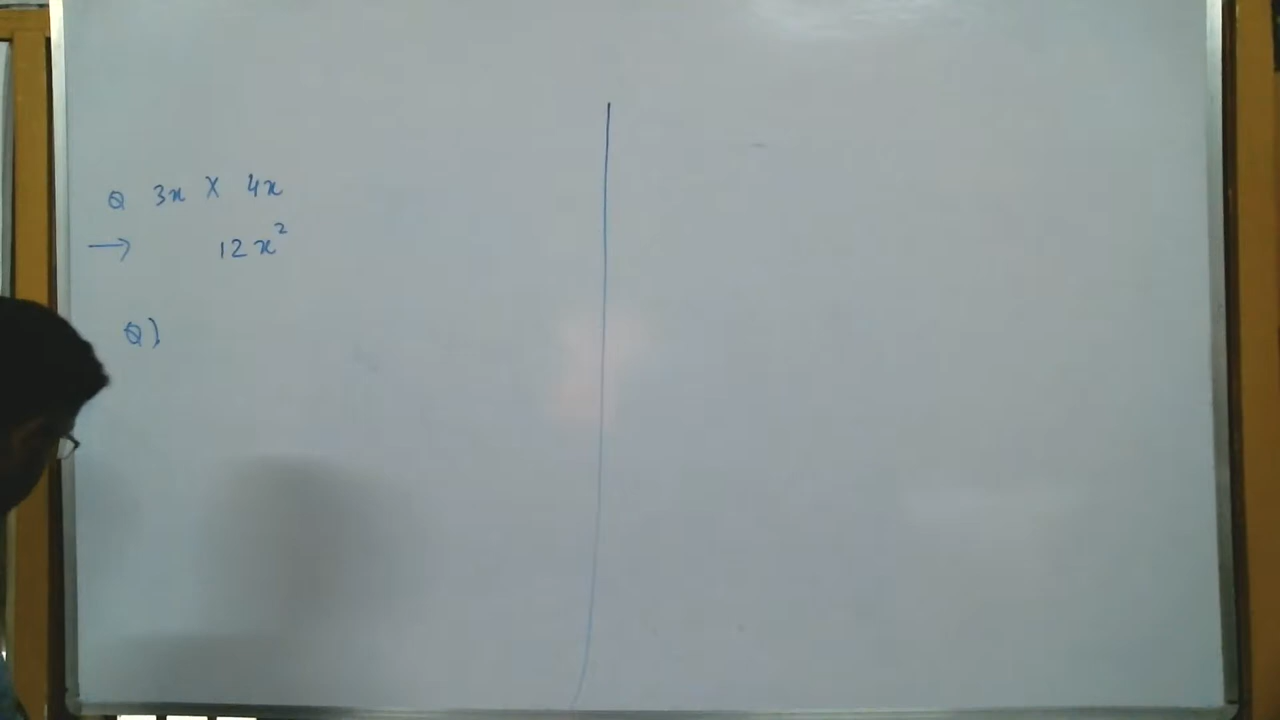 Q 3x X 4x
→ 12x²
Q)